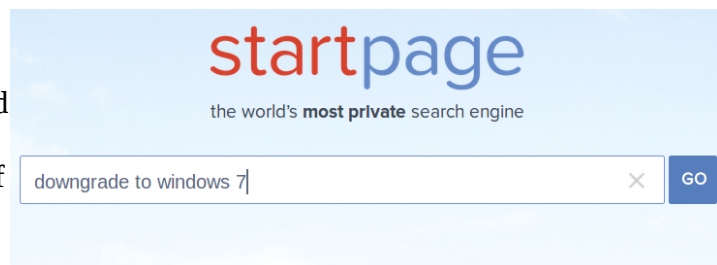 startpage
the world's most private search engine
d
f
downgrade to windows 7
GO